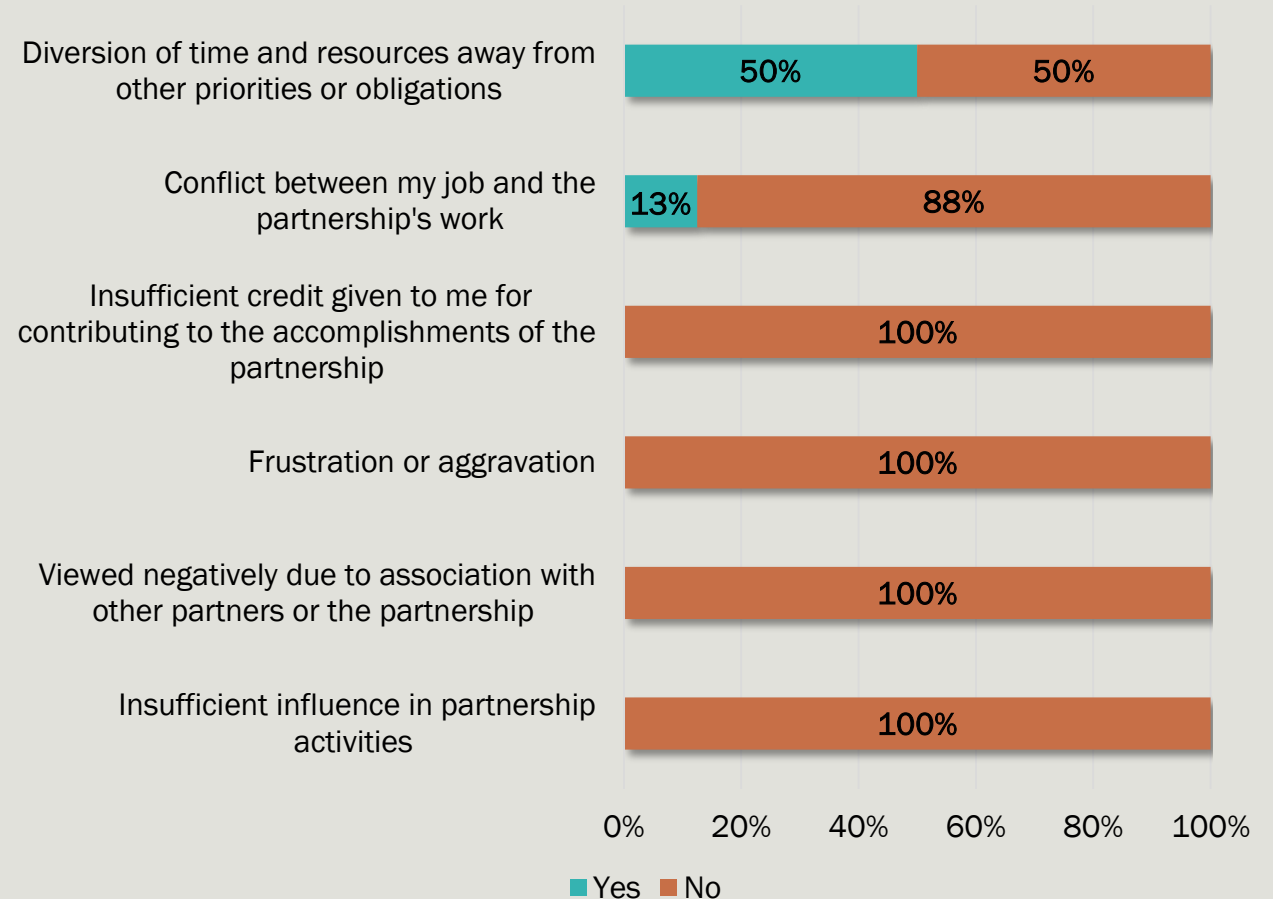 Diversion of time and resources away from
other priorities or obligations
50%
50%
Conflict between my job and the
partnership's work
13%
88%
Insufficient credit given to me for
contributing to the accomplishments of the
partnership
100%
Frustration or aggravation
100%
Viewed negatively due to association with
other partners or the partnership
100%
Insufficient influence in partnership
activities
100%
0%
20%
40%
60%
80%
100%
Yes
No